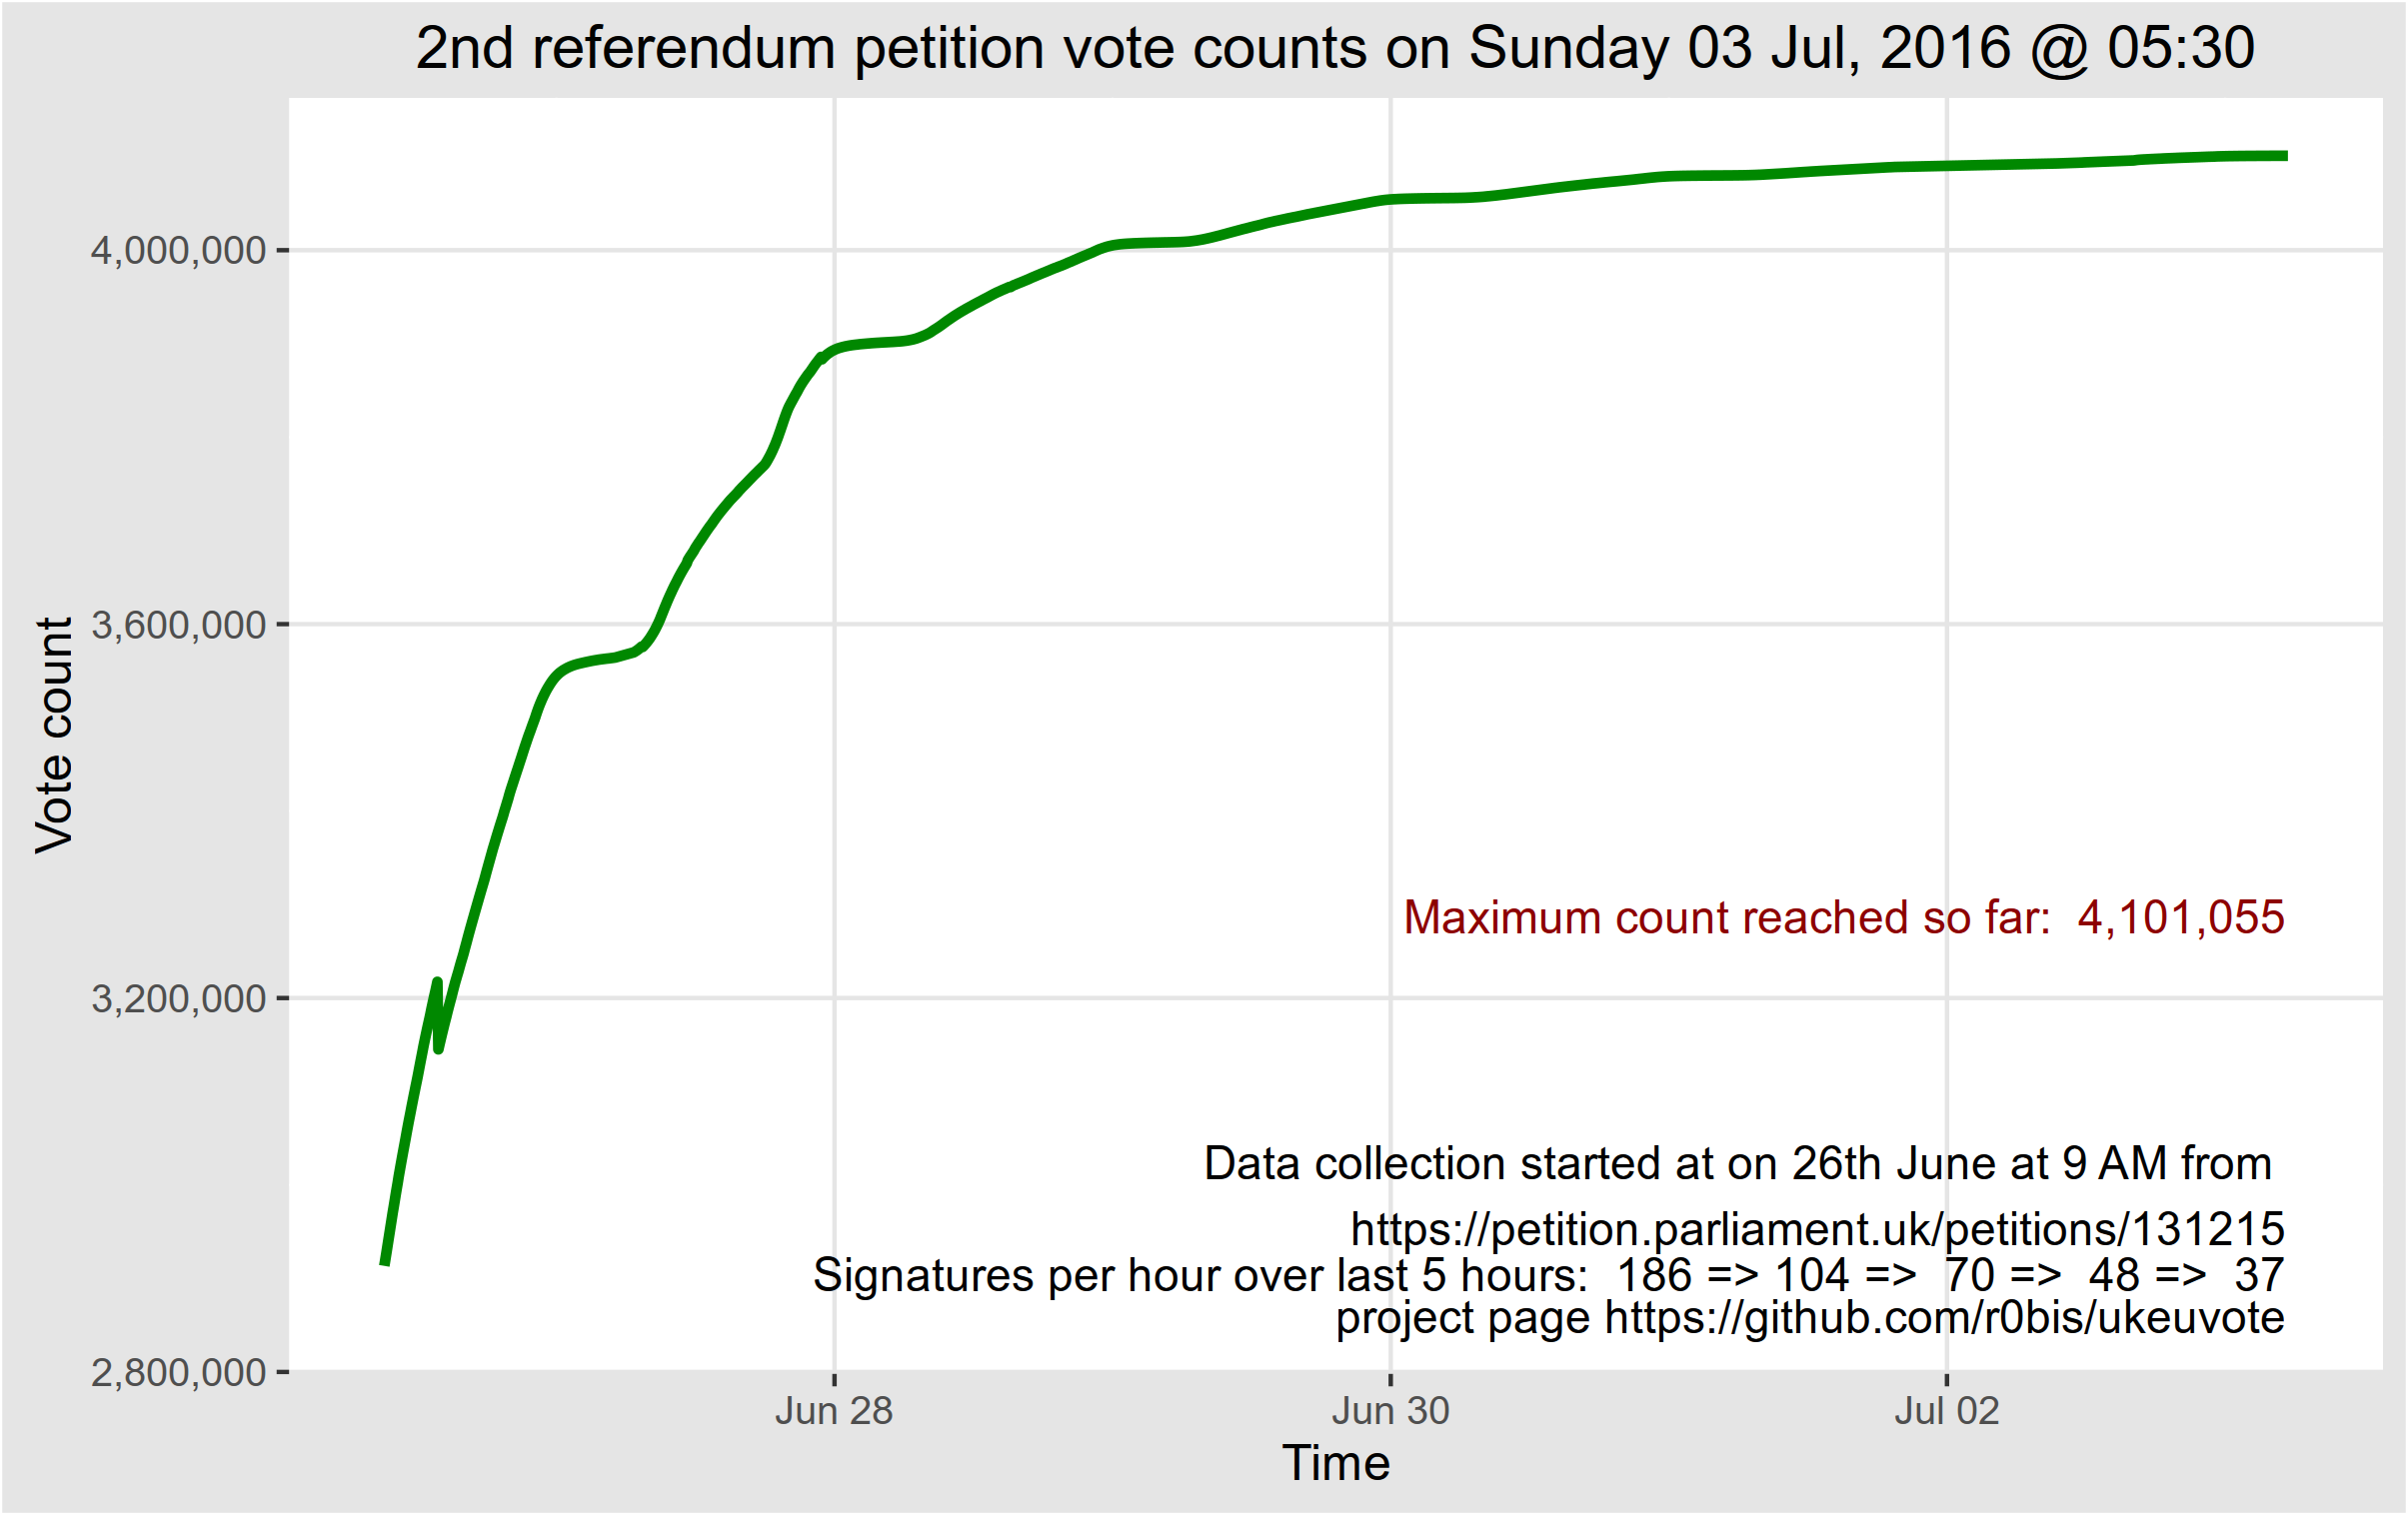 2nd referendum petition vote counts on Sunday 03 Jul, 2016 @ 05:30
Vote count
4,000,000
3,600,000
3,200,000
2,800,000
Maximum count reached so far:  4,101,055
Data collection started at on 26th June at 9 AM from
https://petition.parliament.uk/petitions/131215
Signatures per hour over last 5 hours:  186 => 104 =>  70 =>  48 =>  37
project page https://github.com/r0bis/ukeuvote
Jun 28
Jun 30
Jul 02
Time